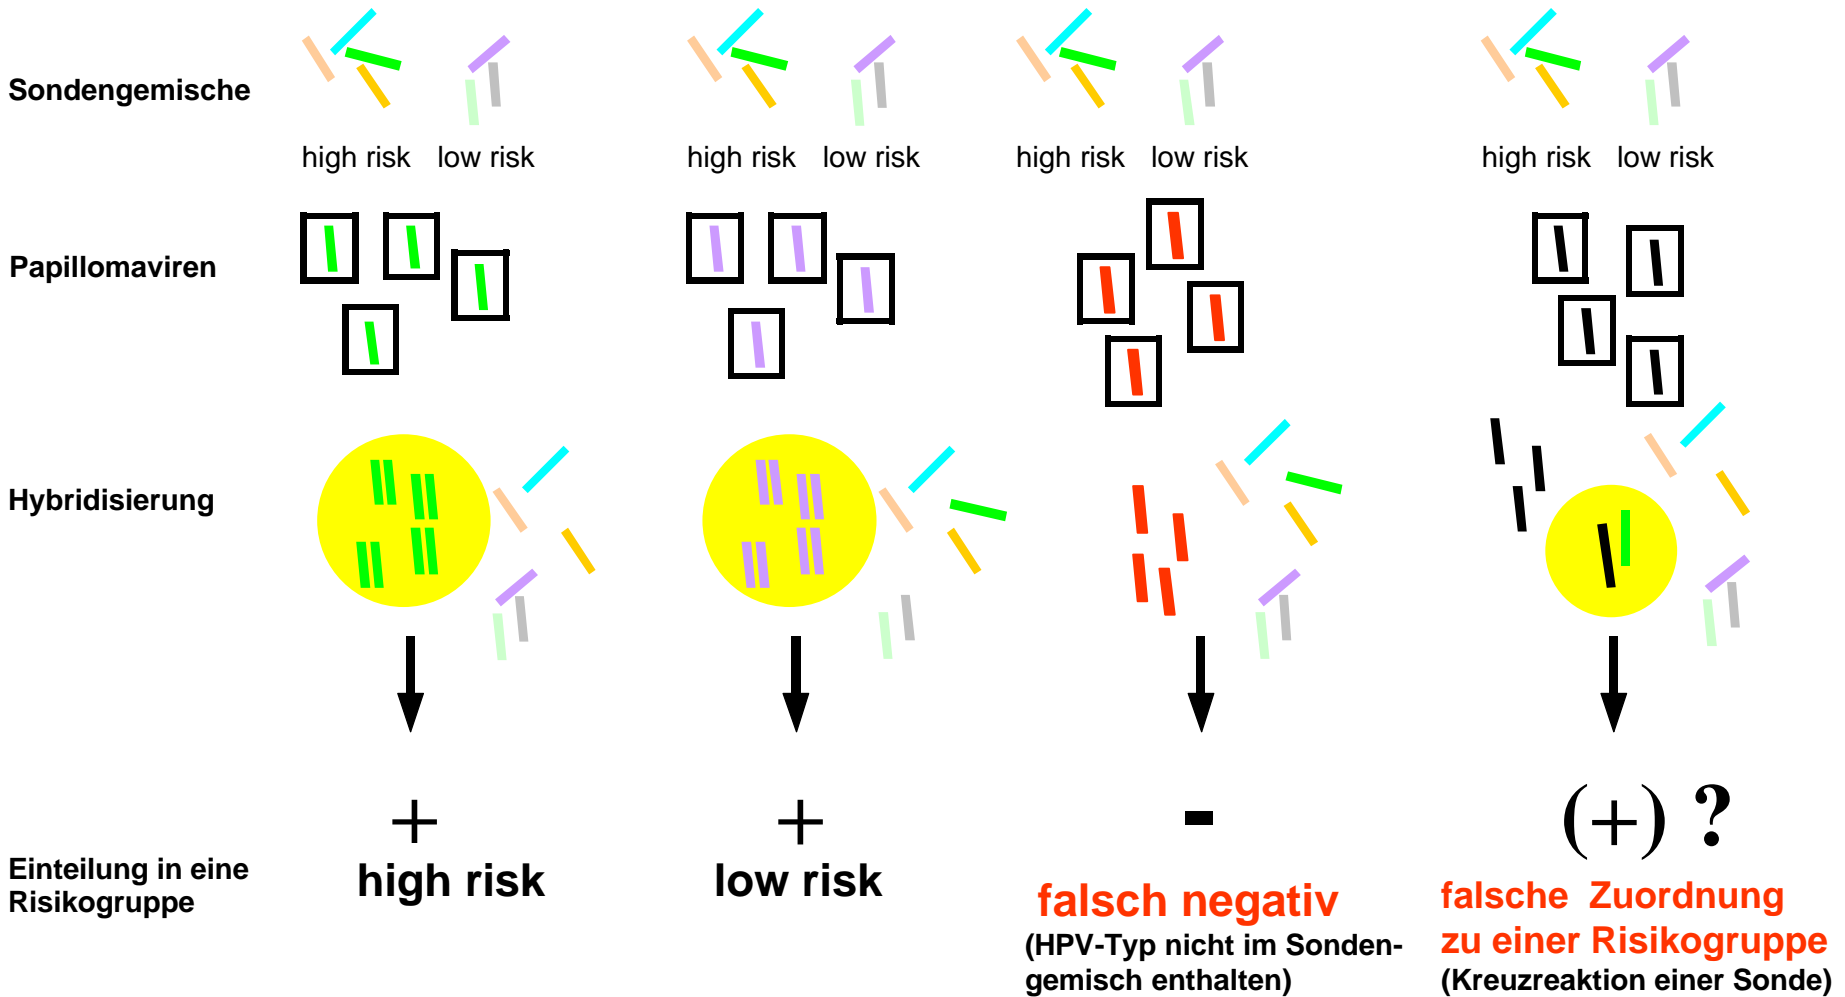 Sondengemische
high risk low risk
high risk low risk
high risk low risk
high risk low risk
Papillomaviren
Hybridisierung
+
+
-
(+) ?
Einteilung in eine
Risikogruppe
high risk
low risk
falsch negativ
(HPV-Typ nicht im Sonden-
gemisch enthalten)
falsche Zuordnung
zu einer Risikogruppe
(Kreuzreaktion einer Sonde)